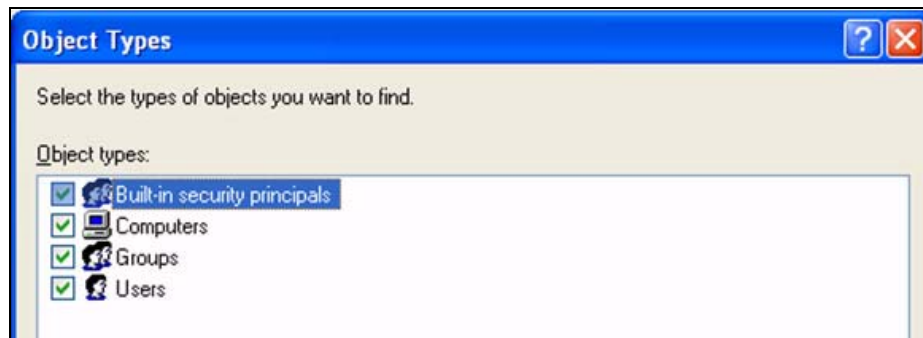 Object Types
Select the types of objects you want to find.
Object types:
Built-in security principals
Computers
Groups
Users